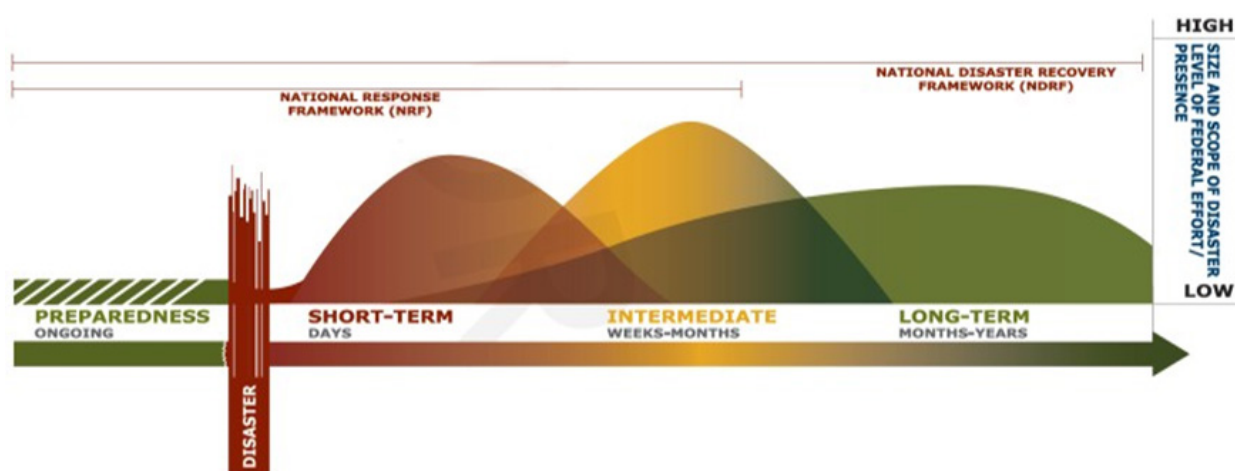 HIGH
SIZE AND SCOPE OF DISASTER
LEVEL OF FEDERAL EFFORT/
PRESENCE
NATIONAL DISASTER RECOVERY
FRAMEWORK (NDRF)
NATIONAL RESPONSE
FRAMEWORK (NRF)
LOW
PREPAREDNESS
ONGOING
SHORT-TERM
DAYS
INTERMEDIATE
WEEKS-MONTHS
LONG-TERM
MONTHS-YEARS
DISASTER